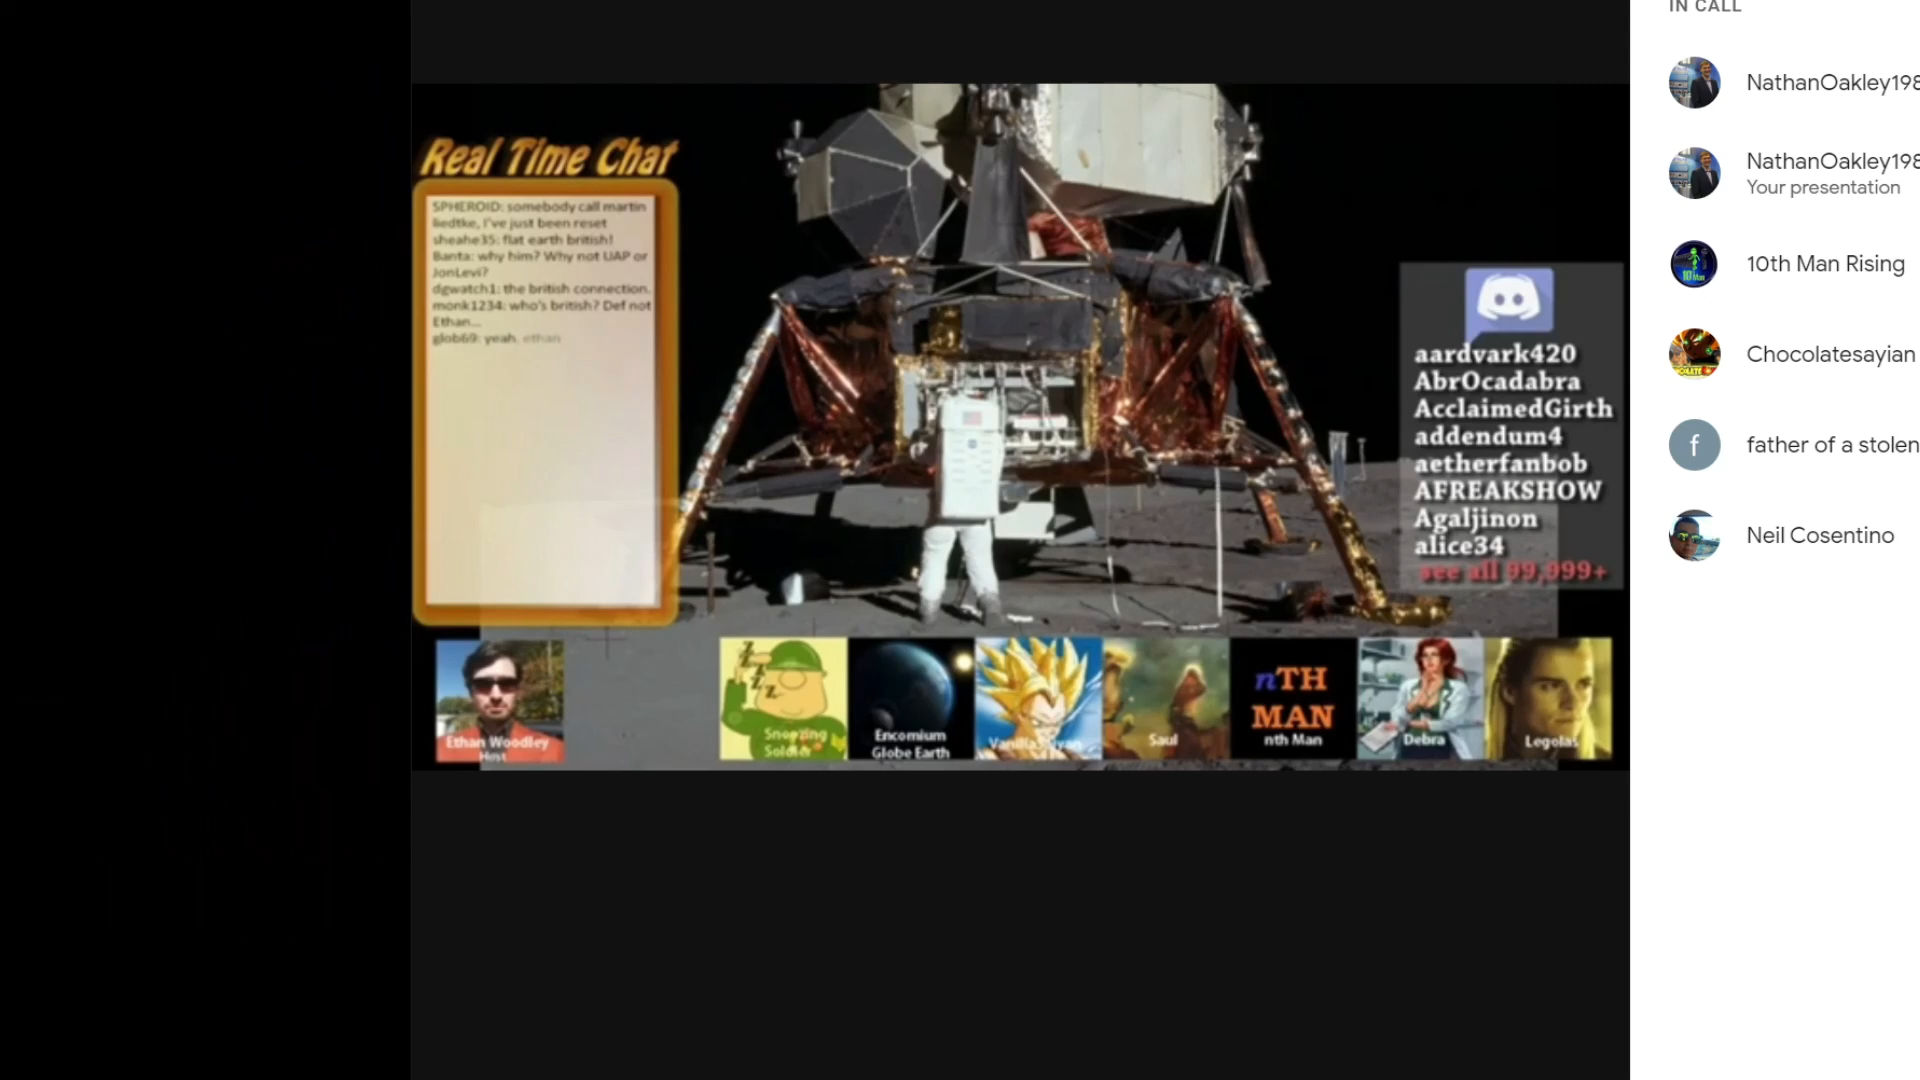 IN CALL
NathanOakley198
NathanOakley198
Your presentation
10th Man Rising
Chocolatesayian
f
father of a stolen
Neil Cosentino
Real Time Chat
SPHEROID: somebody call martin
liedtke, I've just been reset
sheahe35: flat earth british!
Banta: why him? Why not UAP or
JonLevi?
dgwatch1: the british connection.
monk1234: who's british? Def not
Ethan...
glob69: yeah, ethan
aardvark420
AbrOcadabra
AcclaimedGirth
addendum4
aetherfanbob
AFREAKSHOW
Agaljinon
alice34
see all 99,999+
Ethan Woodley
Host
Snoozing
Soldier
Encomium
Globe Earth
Saul
nTH
MAN
nth Man
Debra
Legolas